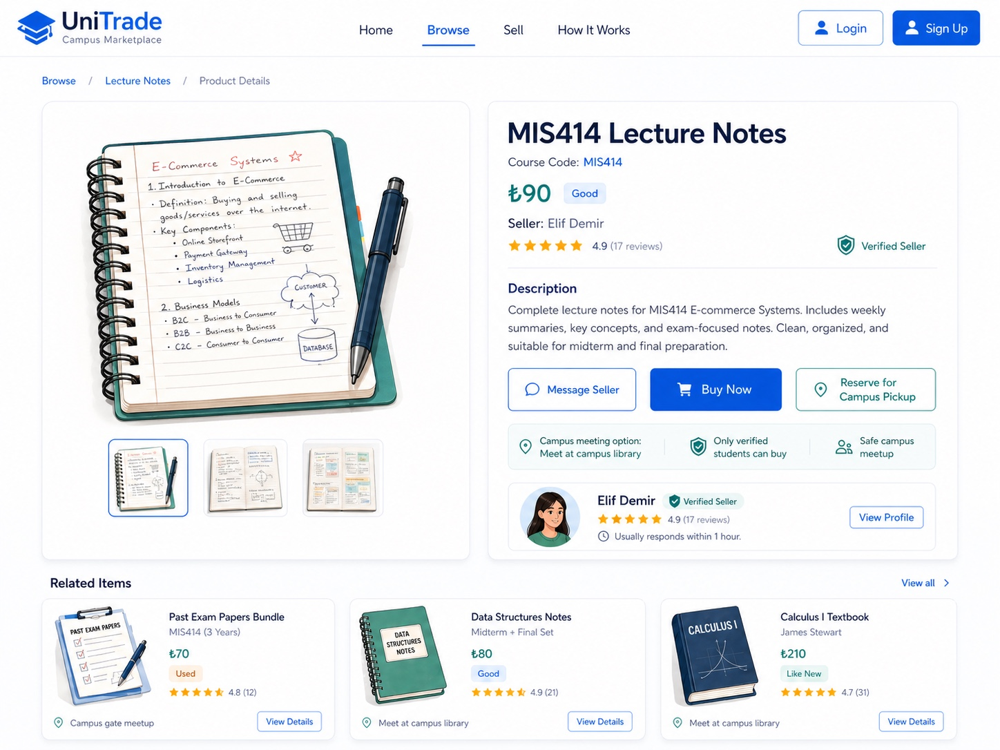 UniTrade
Campus Marketplace
Home
Browse
Sell
How It Works
Login
Sign Up
Browse / Lecture Notes / Product Details
E-Commerce Systems
1. Introduction to E-Commerce
• Definition: Buying and selling
goods/services over the internet.
• Key Components:
• Online Storefront
• Payment Gateway
• Inventory Management
• Logistics
CUSTOMER
2. Business Models
• B2C - Business to Consumer
• B2B - Business to Business
• C2C - Consumer to Consumer
DATABASE
MIS414 Lecture Notes
Course Code: MIS414
₺90
Good
Seller: Elif Demir
4.9 (17 reviews)
Verified Seller
Description
Complete lecture notes for MIS414 E-commerce Systems. Includes weekly
summaries, key concepts, and exam-focused notes. Clean, organized, and
suitable for midterm and final preparation.
Message Seller
Buy Now
Reserve for
Campus Pickup
Campus meeting option:
Meet at campus library
Only verified
students can buy
Safe campus
meetup
Elif Demir
Verified Seller
4.9 (17 reviews)
Usually responds within 1 hour.
View Profile
Related Items
View all
PAST EXAM PAPERS
Past Exam Papers Bundle
MIS414 (3 Years)
₺70
Used
4.8 (12)
Campus gate meetup
View Details
DATA
STRUCTURES
NOTES
Data Structures Notes
Midterm + Final Set
₺80
Good
4.9 (21)
Meet at campus library
View Details
CALCULUS I
Calculus I Textbook
James Stewart
₺210
Like New
4.7 (31)
Meet at campus library
View Details